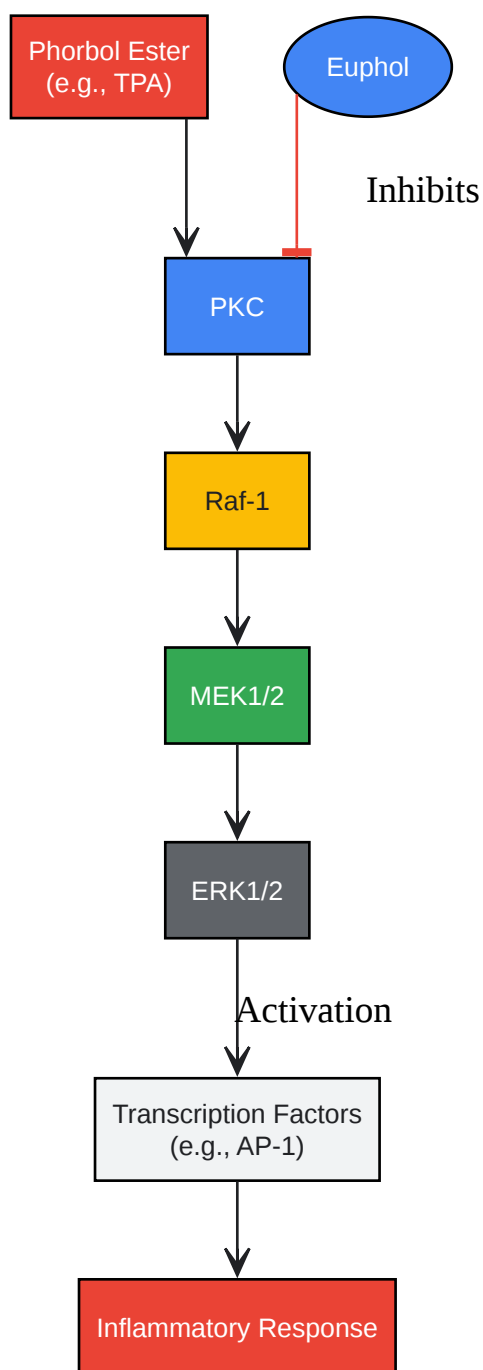 Phorbol Ester
(e.g., TPA)
Euphol
Inhibits
PKC
Raf-1
MEK1/2
ERK1/2
Activation
Transcription Factors
(e.g., AP-1)
Inflammatory Response